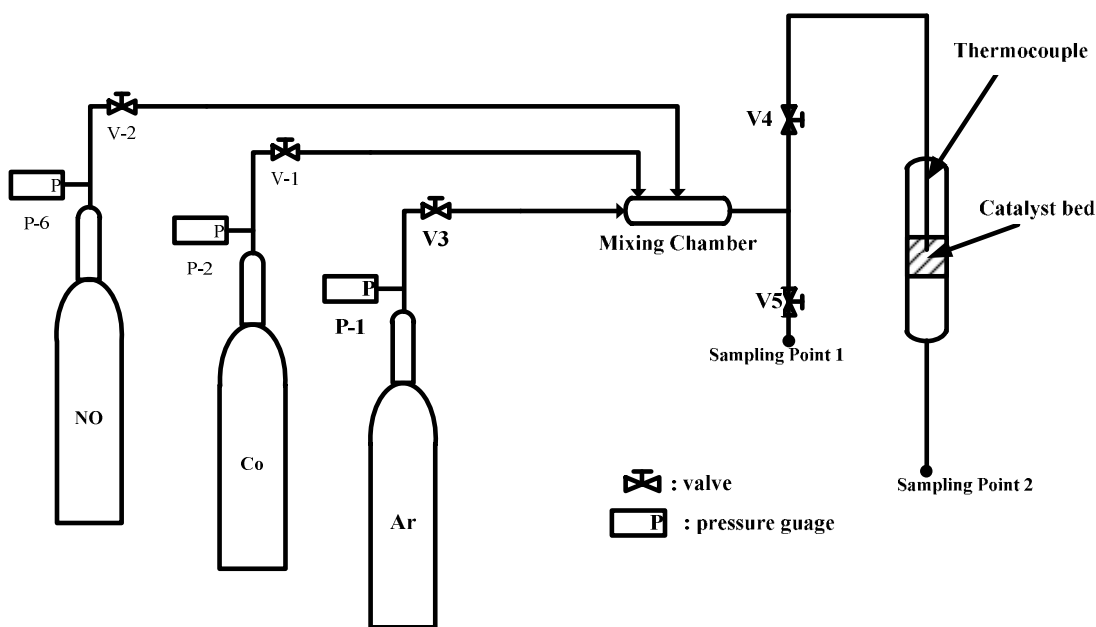 Thermocouple
V-2
V4
V-1
P
P-6
Catalyst bed
V3
P
Mixing Chamber
P-2
P
V5
P-1
Sampling Point 1
NO
Co
Sampling Point 2
: valve
Ar
P : pressure guage